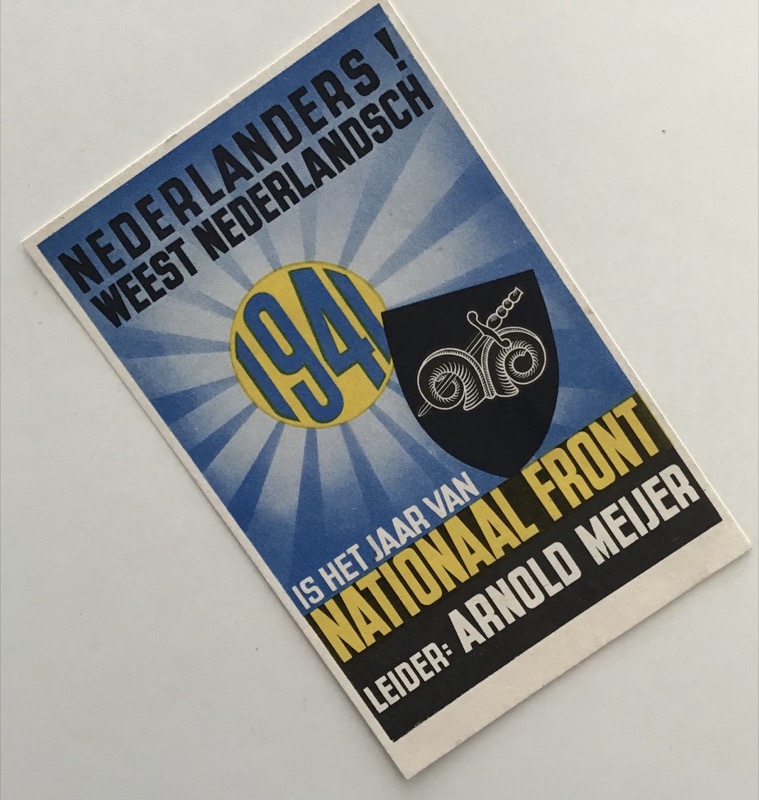 NEDERLANDERS!
WEEST NEDERLANDSCH
1941
IS HET JAAR VAN
NATIONAAL FRONT
LEIDER: ARNOLD MEIJER